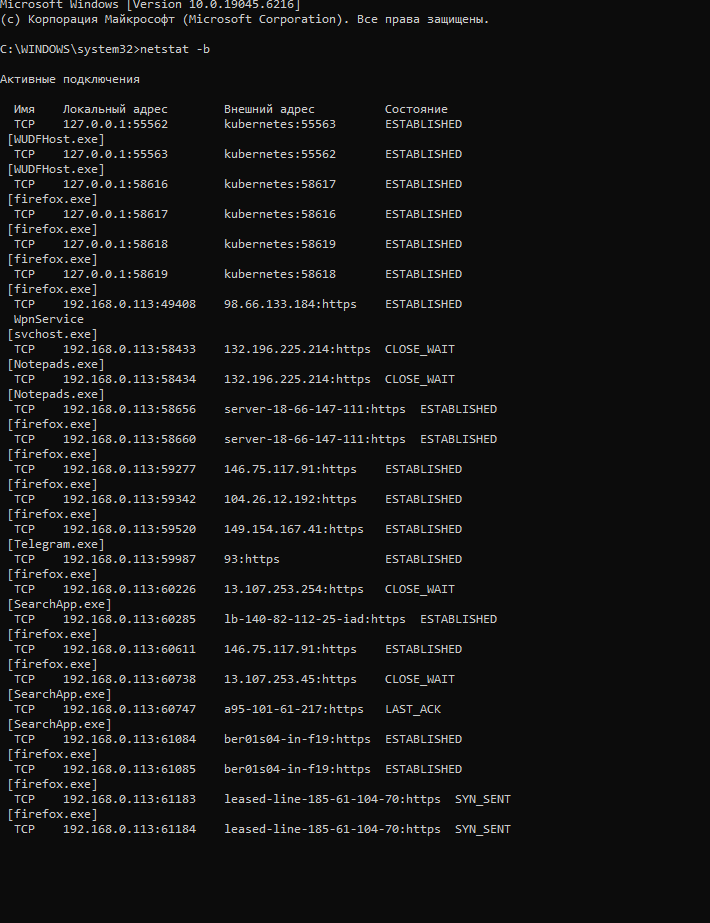 Microsoft Windows [Version 10.0.19045.6216]
(c) Корпорация Майкрософт (Microsoft Corporation). Все права защищены.
C:\WINDOWS\system32>netstat -b
Активные подключения
Имя Локальный адрес Внешний адрес Состояние
TCP 127.0.0.1:55562 kubernetes:55563 ESTABLISHED
[WUDFHost.exe]
TCP 127.0.0.1:55563 kubernetes:55562 ESTABLISHED
[WUDFHost.exe]
TCP 127.0.0.1:58616 kubernetes:58617 ESTABLISHED
[firefox.exe]
TCP 127.0.0.1:58617 kubernetes:58616 ESTABLISHED
[firefox.exe]
TCP 127.0.0.1:58618 kubernetes:58619 ESTABLISHED
[firefox.exe]
TCP 127.0.0.1:58619 kubernetes:58618 ESTABLISHED
[firefox.exe]
TCP 192.168.0.113:49408 98.66.133.184:https ESTABLISHED
WpnService
[svchost.exe]
TCP 192.168.0.113:58433 132.196.225.214:https CLOSE_WAIT
[Notepads.exe]
TCP 192.168.0.113:58434 132.196.225.214:https CLOSE_WAIT
[Notepads.exe]
TCP 192.168.0.113:58656 server-18-66-147-111:https ESTABLISHED
[firefox.exe]
TCP 192.168.0.113:58660 server-18-66-147-111:https ESTABLISHED
[firefox.exe]
TCP 192.168.0.113:59277 146.75.117.91:https ESTABLISHED
[firefox.exe]
TCP 192.168.0.113:59342 104.26.12.192:https ESTABLISHED
[firefox.exe]
TCP 192.168.0.113:59520 149.154.167.41:https ESTABLISHED
[Telegram.exe]
TCP 192.168.0.113:59987 93:https ESTABLISHED
[firefox.exe]
TCP 192.168.0.113:60226 13.107.253.254:https CLOSE_WAIT
[SearchApp.exe]
TCP 192.168.0.113:60285 lb-140-82-112-25-iad:https ESTABLISHED
[firefox.exe]
TCP 192.168.0.113:60611 146.75.117.91:https ESTABLISHED
[firefox.exe]
TCP 192.168.0.113:60738 13.107.253.45:https CLOSE_WAIT
[SearchApp.exe]
TCP 192.168.0.113:60747 a95-101-61-217:https LAST_ACK
[SearchApp.exe]
TCP 192.168.0.113:61084 ber01s04-in-f19:https ESTABLISHED
[firefox.exe]
TCP 192.168.0.113:61085 ber01s04-in-f19:https ESTABLISHED
[firefox.exe]
TCP 192.168.0.113:61183 leased-line-185-61-104-70:https SYN_SENT
[firefox.exe]
TCP 192.168.0.113:61184 leased-line-185-61-104-70:https SYN_SENT